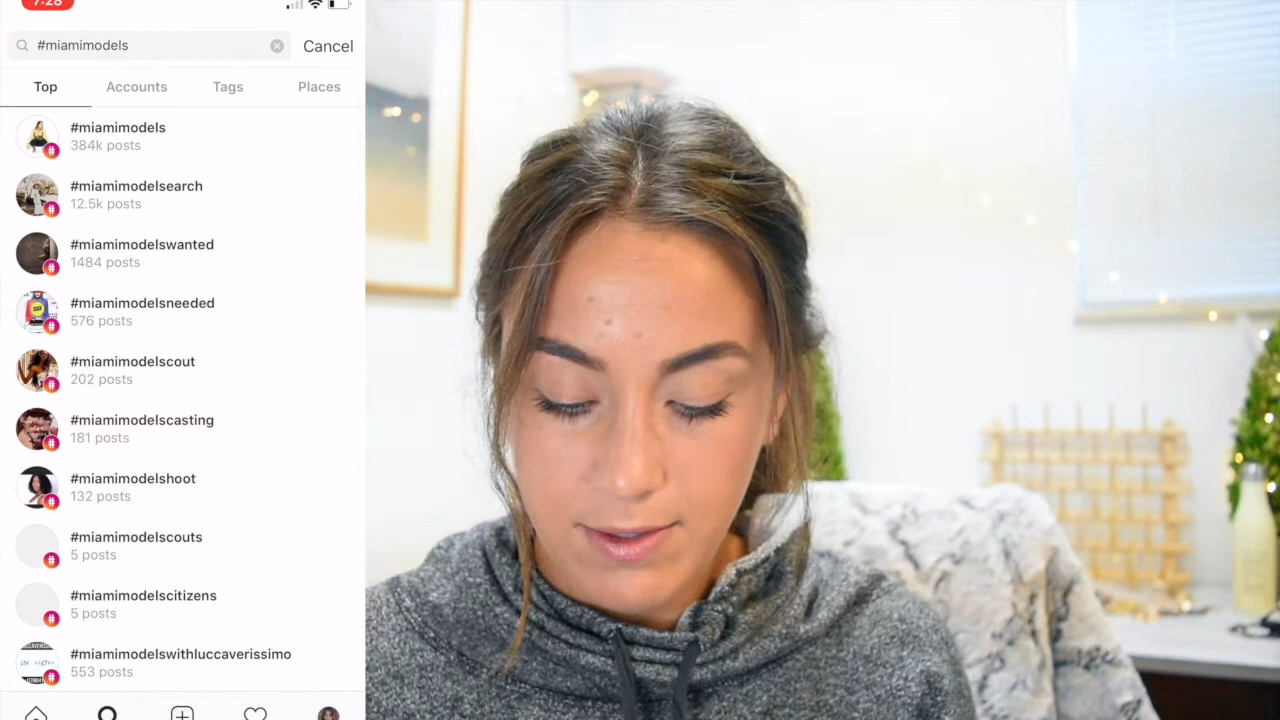 7:28
#miamimodels
Cancel
Top Accounts Tags Places
#miamimodels
384k posts
#miamimodelsearch
12.5k posts
#miamimodelswanted
1484 posts
#miamimodelsneeded
576 posts
#miamimodelscout
202 posts
#miamimodelscasting
181 posts
#miamimodelshoot
132 posts
#miamimodelscouts
5 posts
#miamimodelscitizens
5 posts
#miamimodelswithluccaverissimo
553 posts